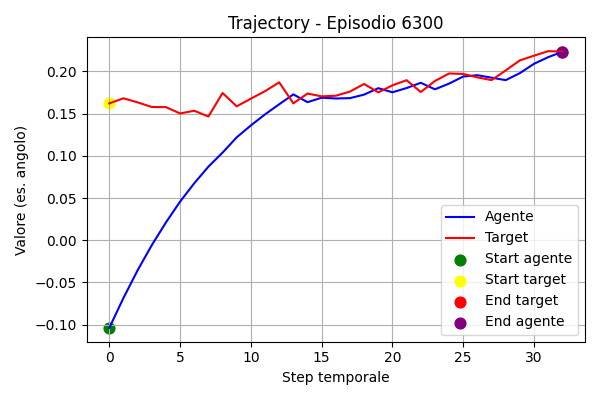 Trajectory - Episodio 6300
Valore (es. angolo)
0.20
0.15
0.10
0.05
0.00
−0.05
−0.10
0 5 10 15 20 25 30
Step temporale
Agente
Target
Start agente
Start target
End target
End agente